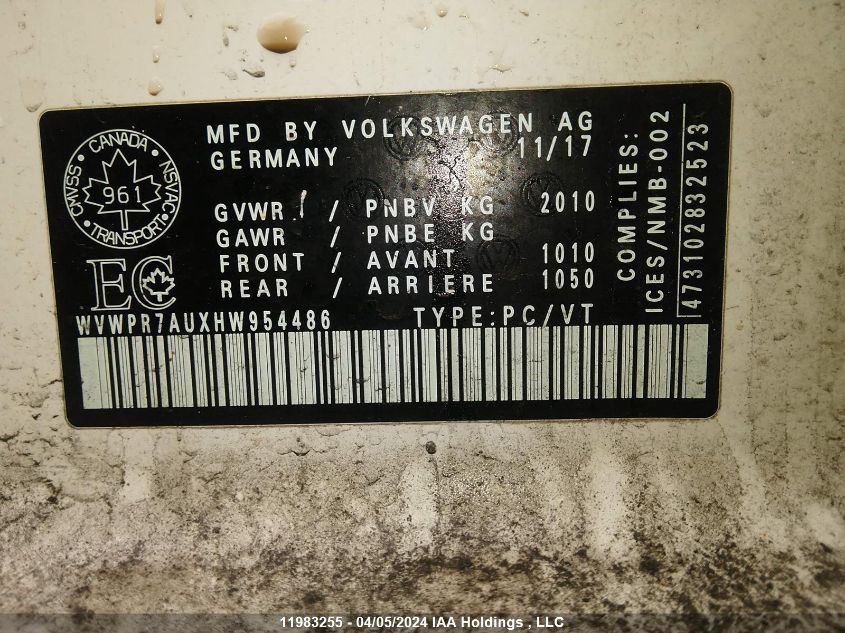 CANADA
CMVSS
NSVAC
961
TRANSPORT
EC
MFD BY VOLKSWAGEN AG
GERMANY 11/17
GVWR / PNBV KG 2010
GAWR / PNBE KG
FRONT / AVANT 1010
REAR / ARRIERE 1050
WVWPR7AUXHW954486 TYPE:PC/VT
COMPLIES:
ICES/NMB-002
473102832523
11983255 - 04/05/2024 IAA Holdings , LLC